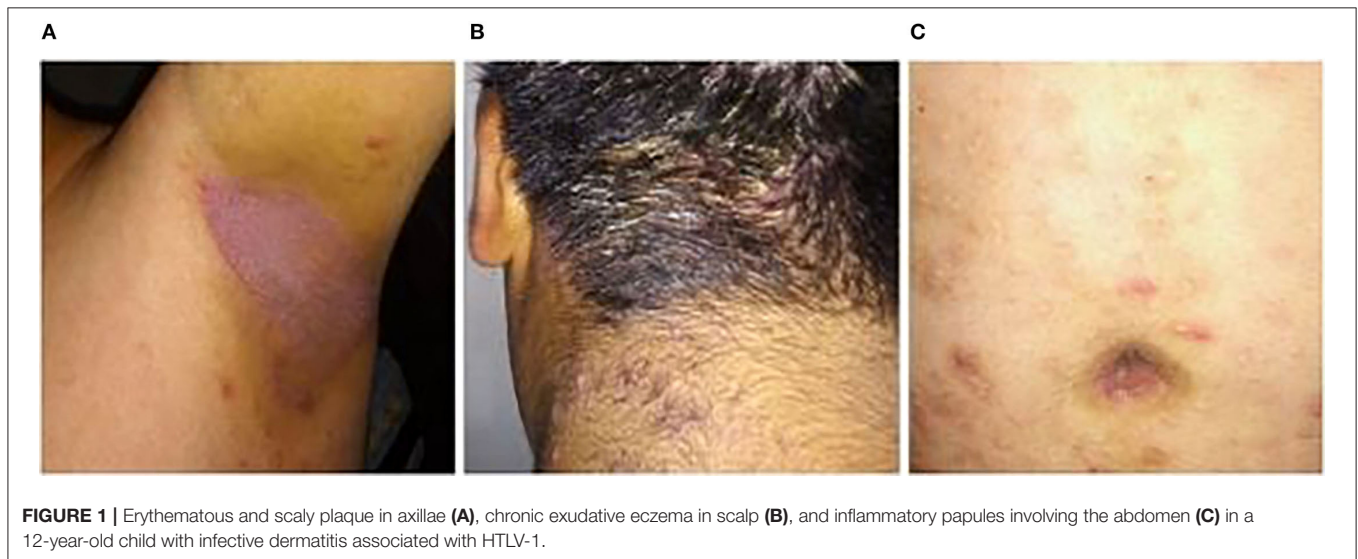 A
B
C
FIGURE 1 | Erythematous and scaly plaque in axillae (A), chronic exudative eczema in scalp (B), and inflammatory papules involving the abdomen (C) in a
12-year-old child with infective dermatitis associated with HTLV-1.